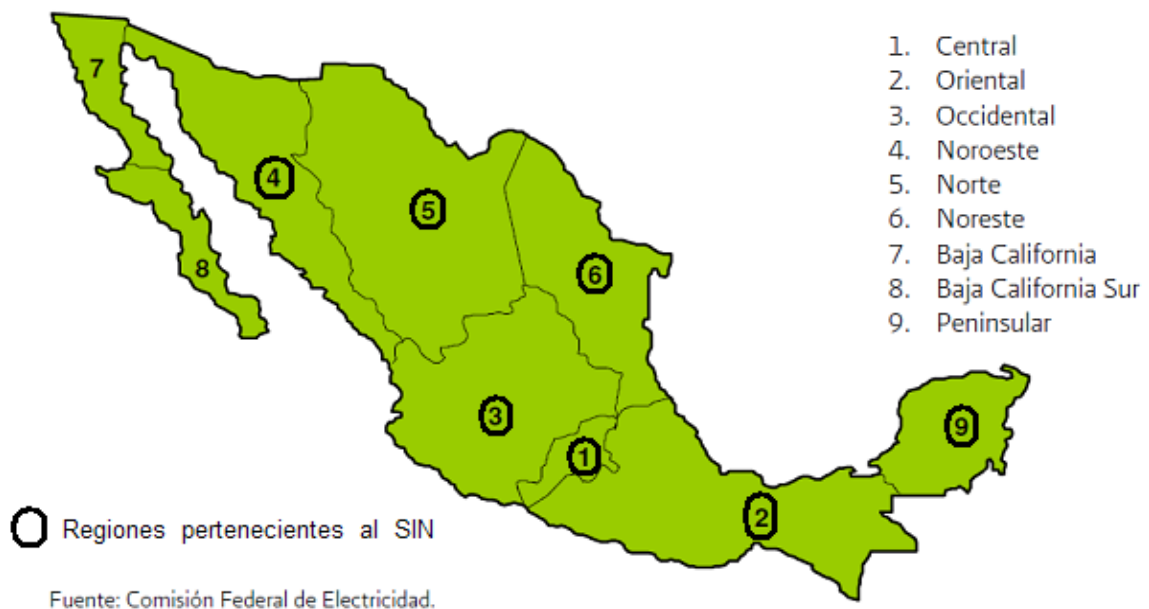 1. Central
2. Oriental
3. Occidental
4. Noroeste
5. Norte
6. Noreste
7. Baja California
8. Baja California Sur
9. Peninsular
7
4
5
8
6
3
1
9
2
Regiones pertenecientes al SIN
Fuente: Comisión Federal de Electricidad.